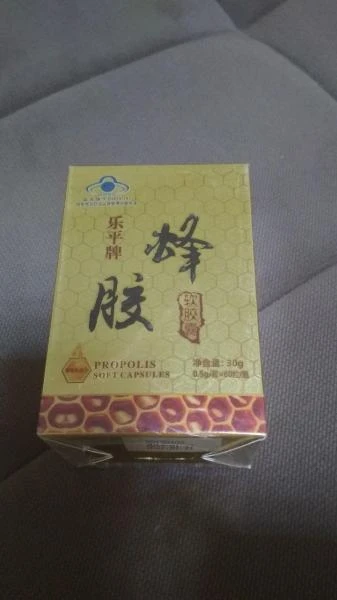 乐平牌
蜂
胶
软胶囊
PROPOLIS
SOFT CAPSULES
净含量: 30g
0.5g/粒×60粒/瓶